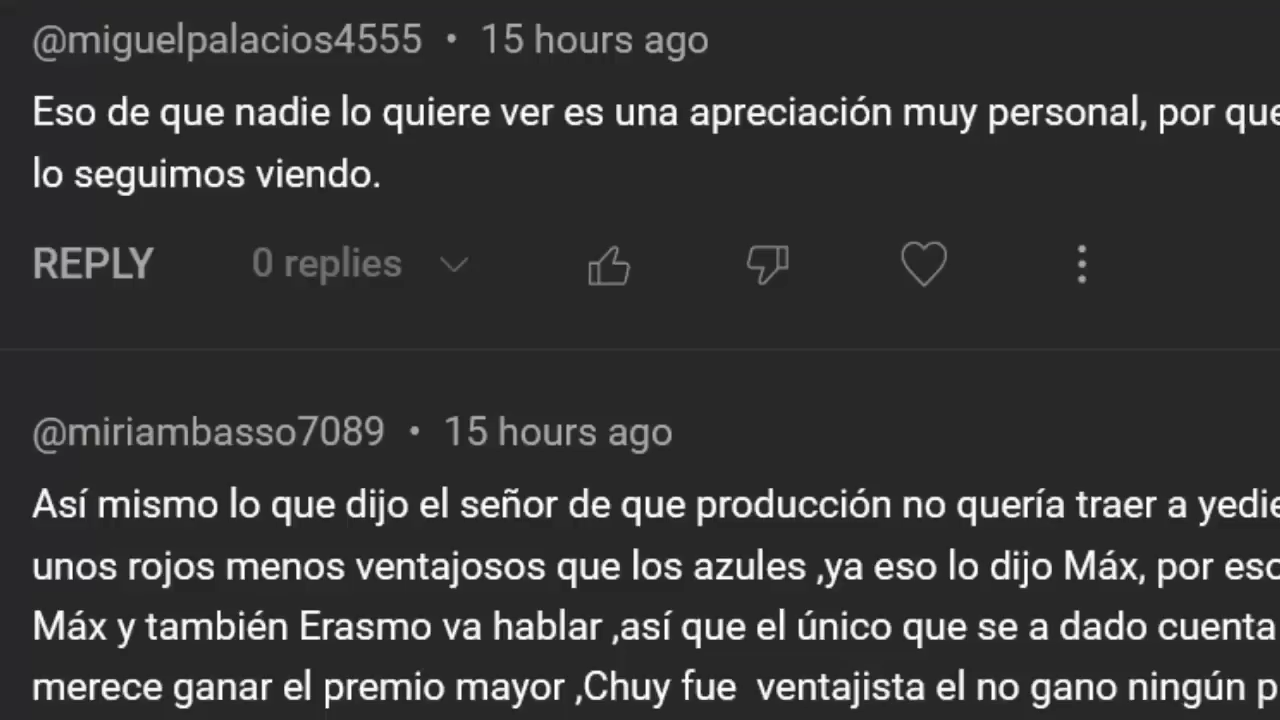 @miguelpalacios4555 • 15 hours ago
Eso de que nadie lo quiere ver es una apreciación muy personal, por que
lo seguimos viendo.
REPLY 0 replies
@miriambasso7089 • 15 hours ago
Así mismo lo que dijo el señor de que producción no quería traer a
unos rojos menos ventajosos que los azules ,ya eso lo dijo Máx, por eso
Máx y también Erasmo va hablar ,así que el único que se a dado cuenta
merece ganar el premio mayor ,Chuy fue ventajista el no gano ningún